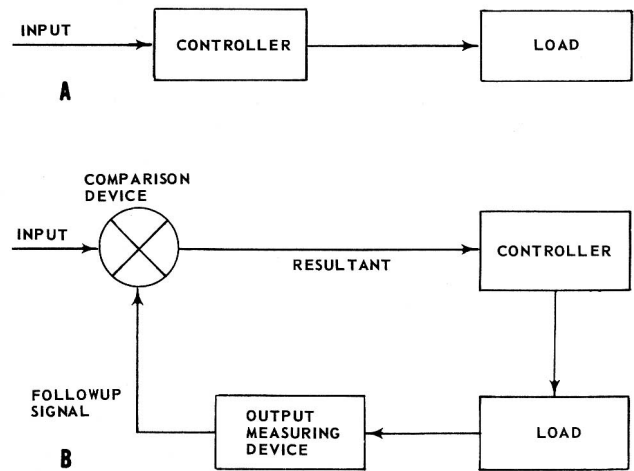 INPUT
CONTROLLER
LOAD
A
COMPARISON
DEVICE
INPUT
RESULTANT
CONTROLLER
FOLLOWUP
SIGNAL
OUTPUT
MEASURING
DEVICE
LOAD
B